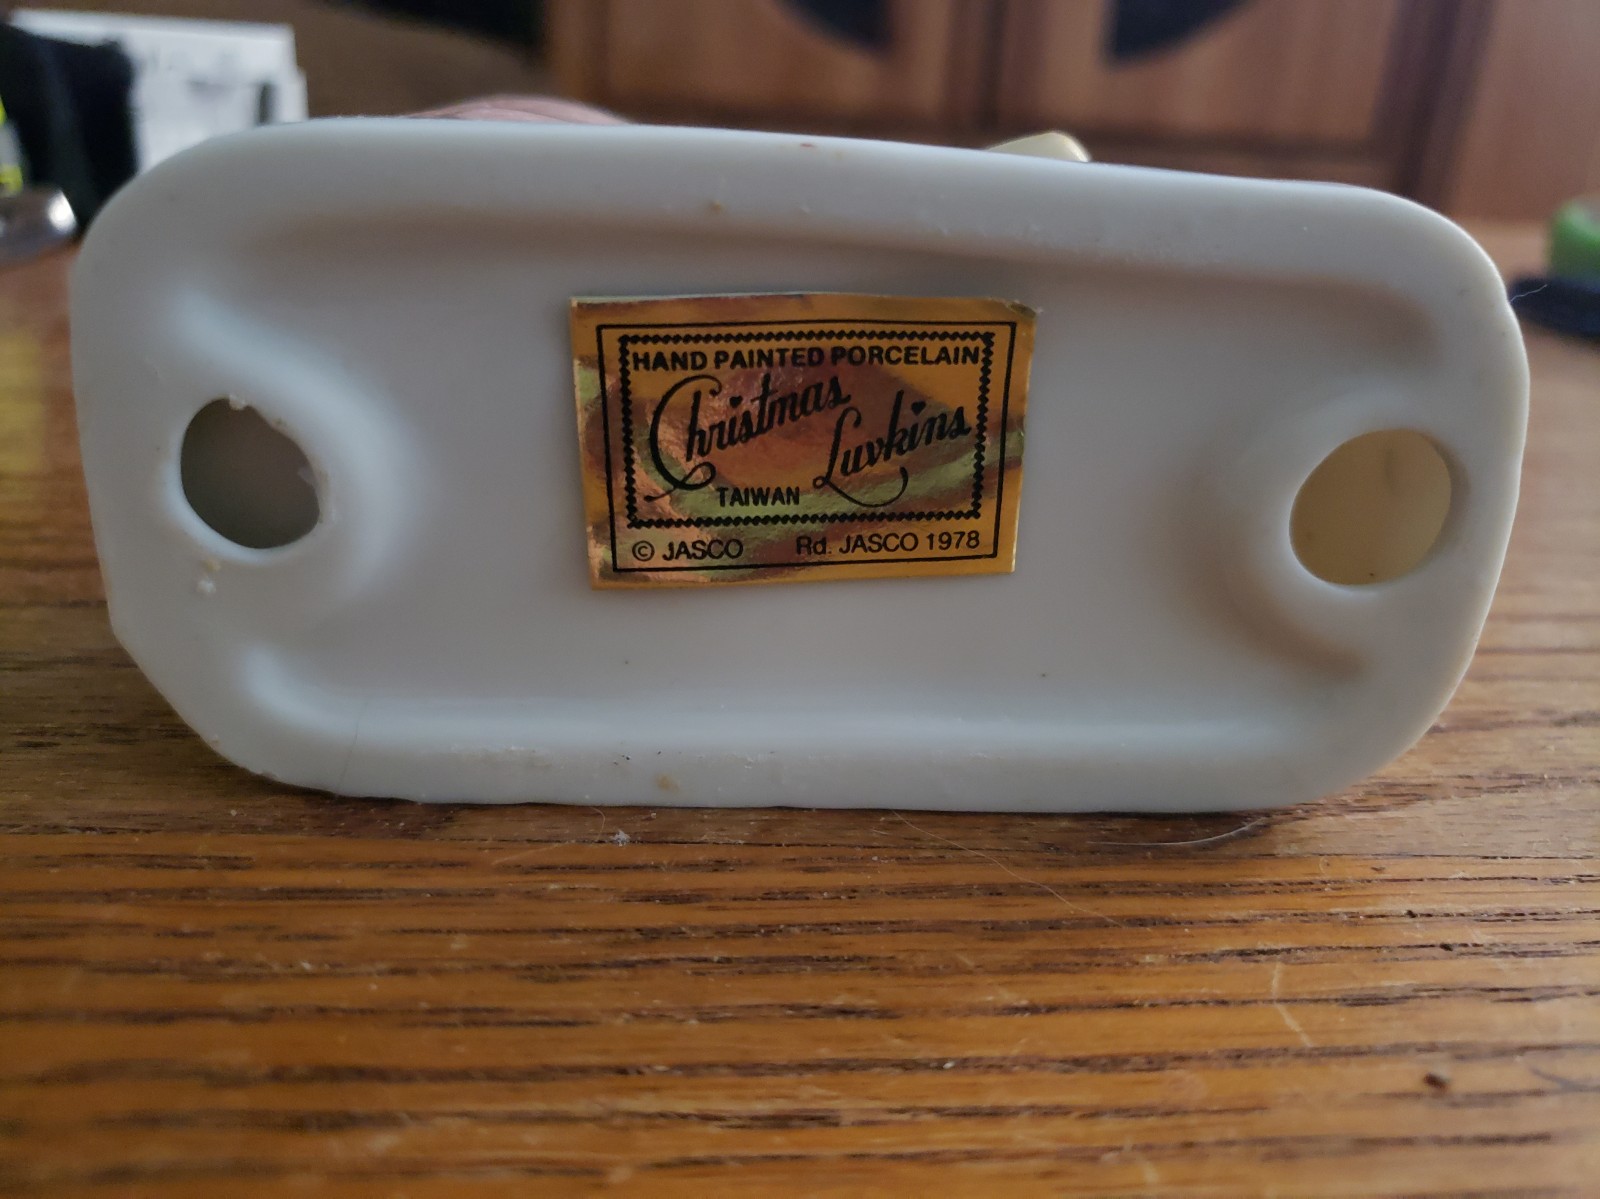 HAND PAINTED PORCELAIN
Christmas
Luvkins
TAIWAN
© JASCO Rd. JASCO 1978